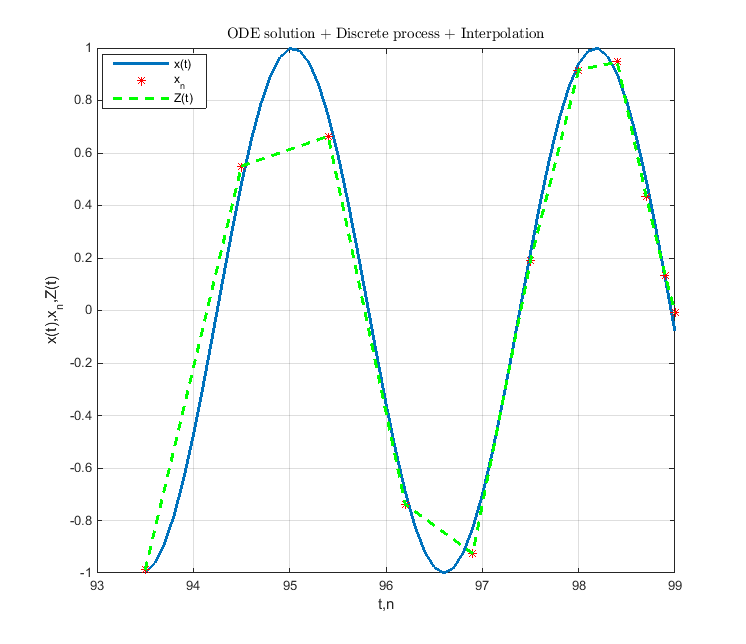 ODE solution + Discrete process + Interpolation
x(t)
x_n
Z(t)
1
0.8
0.6
0.4
0.2
0
-0.2
-0.4
-0.6
-0.8
-1
x(t),x_n,Z(t)
93 94 95 96 97 98 99
t,n